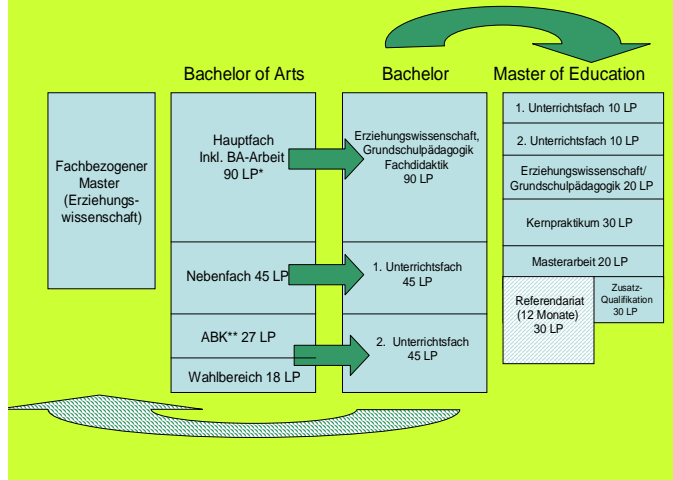 Bachelor of Arts
Bachelor
Master of Education
Fachbezogener
Master
(Erziehungs-
wissenschaft)
Hauptfach
Inkl. BA-Arbeit
90 LP*
Nebenfach 45 LP
ABK** 27 LP
Wahlbereich 18 LP
Erziehungswissenschaft,
Grundschulpädagogik
Fachdidaktik
90 LP
1. Unterrichtsfach
45 LP
2. Unterrichtsfach
45 LP
1. Unterrichtsfach 10 LP
2. Unterrichtsfach 10 LP
Erziehungswissenschaft/
Grundschulpädagogik 20 LP
Kernpraktikum 30 LP
Masterarbeit 20 LP
Referendariat
(12 Monate)
30 LP
Zusatz-
Qualifikation
30 LP